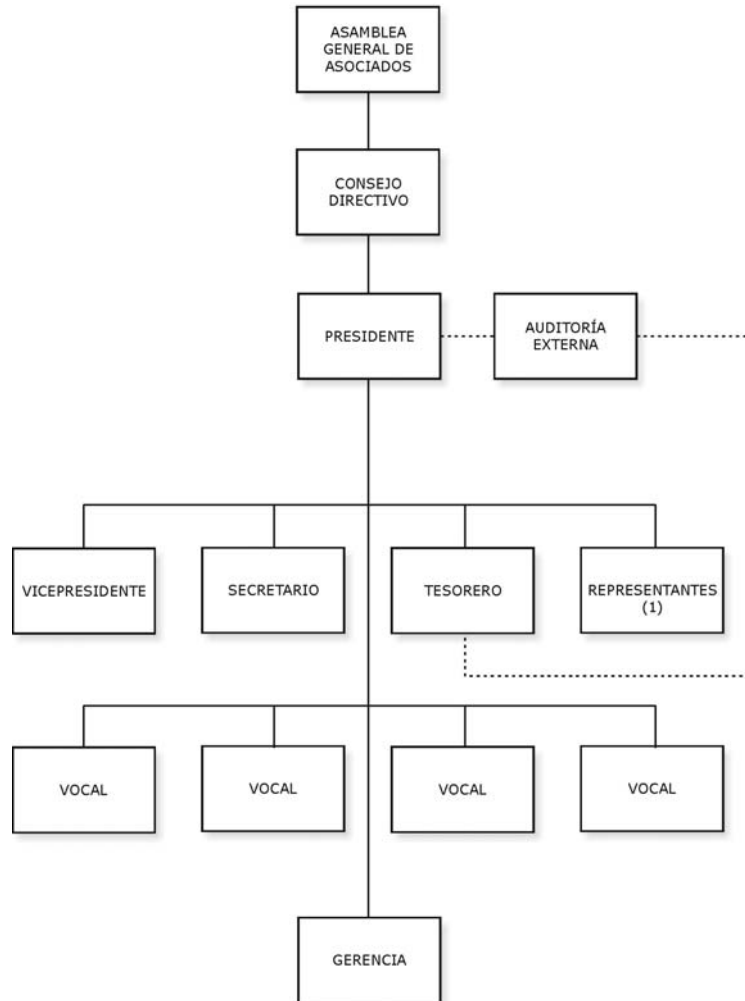 ASAMBLEA
GENERAL DE
ASOCIADOS
CONSEJO
DIRECTIVO
PRESIDENTE
AUDITORÍA
EXTERNA
VICEPRESIDENTE
SECRETARIO
TESORERO
REPRESENTANTES
(1)
VOCAL
VOCAL
VOCAL
VOCAL
GERENCIA